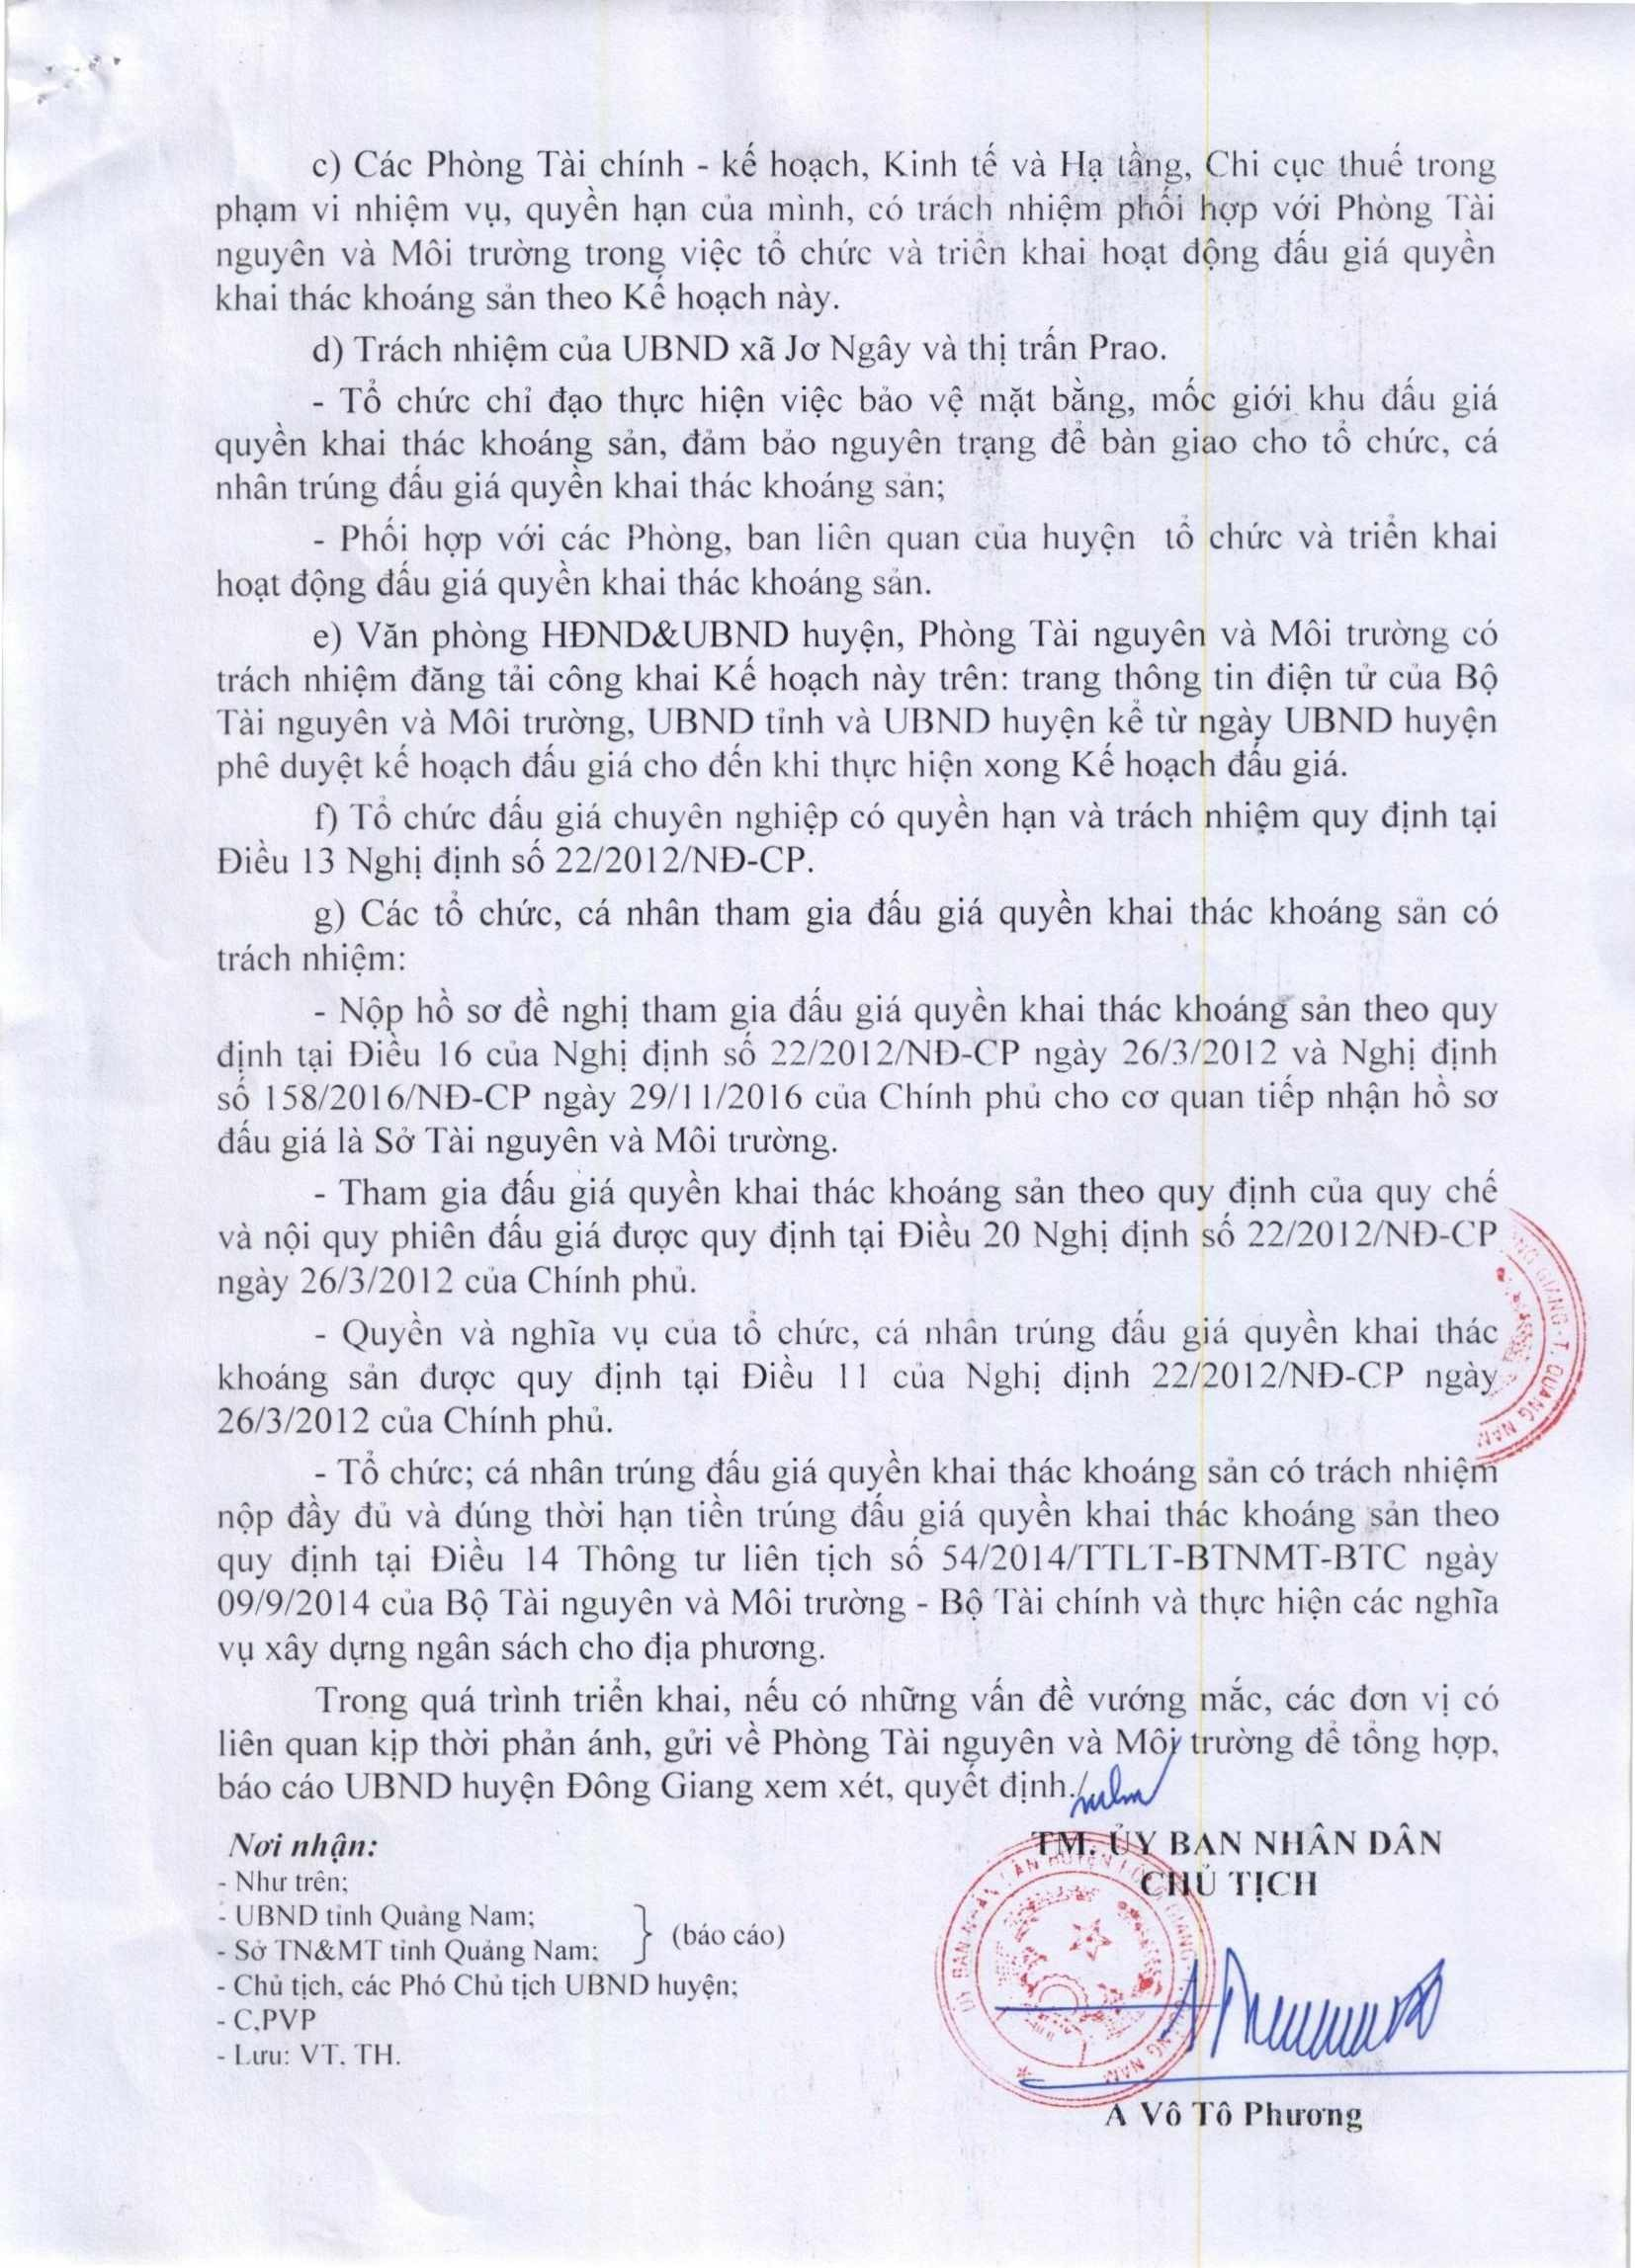 c) Các Phòng Tài chính - kế hoạch, Kinh tế và Hạ tầng, Chi cục thuế trong
phạm vi nhiệm vụ, quyền hạn của mình, có trách nhiệm phối hợp với Phòng Tài
nguyên và Môi trường trong việc tổ chức và triển khai hoạt động đấu giá quyền
khai thác khoáng sản theo Kế hoạch này.
d) Trách nhiệm của UBND xã Jơ Ngây và thị trấn Prao.
- Tổ chức chỉ đạo thực hiện việc bảo vệ mặt bằng, mốc giới khu đấu giá
quyền khai thác khoáng sản, đảm bảo nguyên trạng để bàn giao cho tổ chức, cá
nhân trúng đấu giá quyền khai thác khoáng sản;
- Phối hợp với các Phòng, ban liên quan của huyện tổ chức và triển khai
hoạt động đấu giá quyền khai thác khoáng sản.
e) Văn phòng HĐND&UBND huyện, Phòng Tài nguyên và Môi trường có
trách nhiệm đăng tải công khai Kế hoạch này trên: trang thông tin điện tử của Bộ
Tài nguyên và Môi trường, UBND tỉnh và UBND huyện kể từ ngày UBND huyện
phê duyệt kế hoạch đấu giá cho đến khi thực hiện xong Kế hoạch đấu giá.
f) Tổ chức đấu giá chuyên nghiệp có quyền hạn và trách nhiệm quy định tại
Điều 13 Nghị định số 22/2012/NĐ-CP.
g) Các tổ chức, cá nhân tham gia đấu giá quyền khai thác khoáng sản có
trách nhiệm:
- Nộp hồ sơ đề nghị tham gia đấu giá quyền khai thác khoáng sản theo quy
định tại Điều 16 của Nghị định số 22/2012/NĐ-CP ngày 26/3/2012 và Nghị định
số 158/2016/NĐ-CP ngày 29/11/2016 của Chính phủ cho cơ quan tiếp nhận hồ sơ
đấu giá là Sở Tài nguyên và Môi trường.
- Tham gia đấu giá quyền khai thác khoáng sản theo quy định của quy chế
và nội quy phiên đấu giá được quy định tại Điều 20 Nghị định số 22/2012/NĐ-CP
ngày 26/3/2012 của Chính phủ.
- Quyền và nghĩa vụ của tổ chức, cá nhân trúng đấu giá quyền khai thác
khoáng sản được quy định tại Điều 11 của Nghị định 22/2012/NĐ-CP ngày
26/3/2012 của Chính phủ.
- Tổ chức; cá nhân trúng đấu giá quyền khai thác khoáng sản có trách nhiệm
nộp đầy đủ và đúng thời hạn tiền trúng đấu giá quyền khai thác khoáng sản theo
quy định tại Điều 14 Thông tư liên tịch số 54/2014/TTLT-BTNMT-BTC ngày
09/9/2014 của Bộ Tài nguyên và Môi trường - Bộ Tài chính và thực hiện các nghĩa
vụ xây dựng ngân sách cho địa phương.
Trong quá trình triển khai, nếu có những vấn đề vướng mắc, các đơn vị có
liên quan kịp thời phản ánh, gửi về Phòng Tài nguyên và Môi trường để tổng hợp,
báo cáo UBND huyện Đông Giang xem xét, quyết định./.
GIANG - T. QUẢNG NAM
Nơi nhận:
- Như trên;
- UBND tỉnh Quảng Nam;
- Sở TN&MT tỉnh Quảng Nam;
(báo cáo)
- Chủ tịch, các Phó Chủ tịch UBND huyện;
- C,PVP
- Lưu: VT, TH.
TM. ỦY BAN NHÂN DÂN
CHỦ TỊCH
A Vô Tô Phương